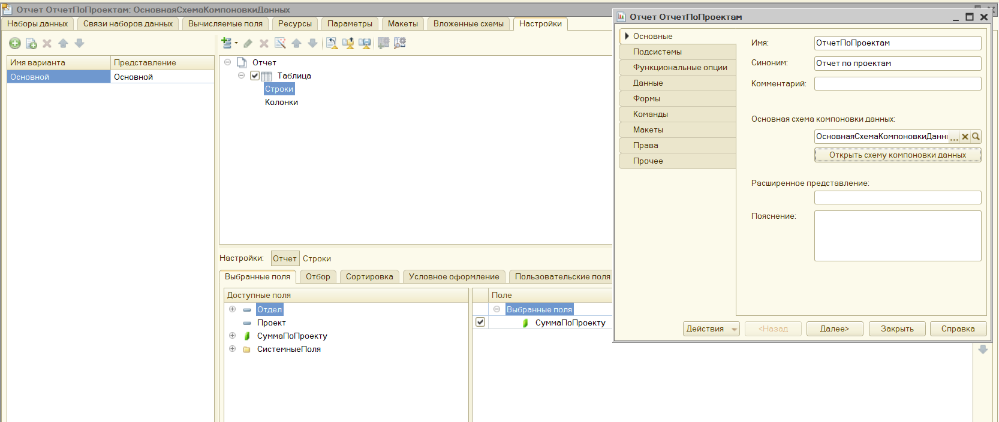 Отчет ОтчетПоПроектам: ОсновнаяСхемаКомпоновкиДанных
Наборы данных Связи наборов данных Вычисляемые поля Ресурсы Параметры Макеты Вложенные схемы Настройки
Имя варианта Представление
Основной Основной
Отчет
Таблица
Строки
Колонки
Настройки: Отчет Строки
Выбранные поля Отбор Сортировка Условное оформление Пользовательские поля
Доступные поля
Отдел
Проект
СуммаПоПроекту
СистемныеПоля
Поле
Выбранные поля
СуммаПоПроекту
Отчет ОтчетПоПроектам
Основные
Подсистемы
Функциональные опции
Данные
Формы
Команды
Макеты
Права
Прочее
Имя: ОтчетПоПроектам
Синоним: Отчет по проектам
Комментарий:
Основная схема компоновки данных:
ОсновнаяСхемаКомпоновкиДанн ...
Открыть схему компоновки данных
Расширенное представление:
Пояснение:
Действия <Назад Далее> Закрыть Справка